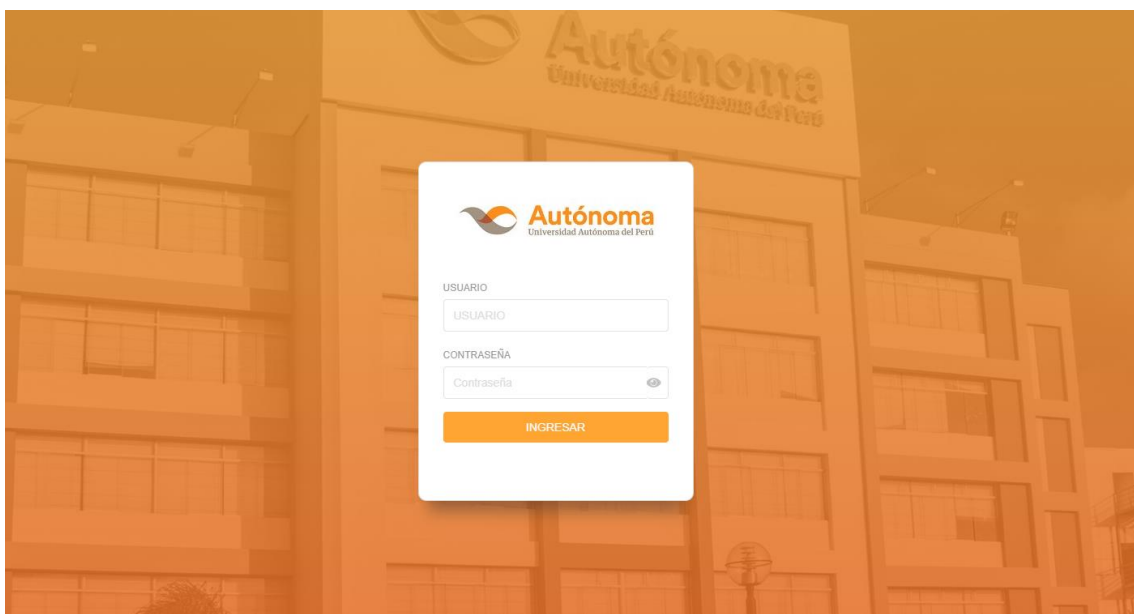 Autónoma
Universidad Autónoma del Perú
Autónoma
Universidad Autónoma del Perú
USUARIO
USUARIO
CONTRASEÑA
Contraseña
INGRESAR